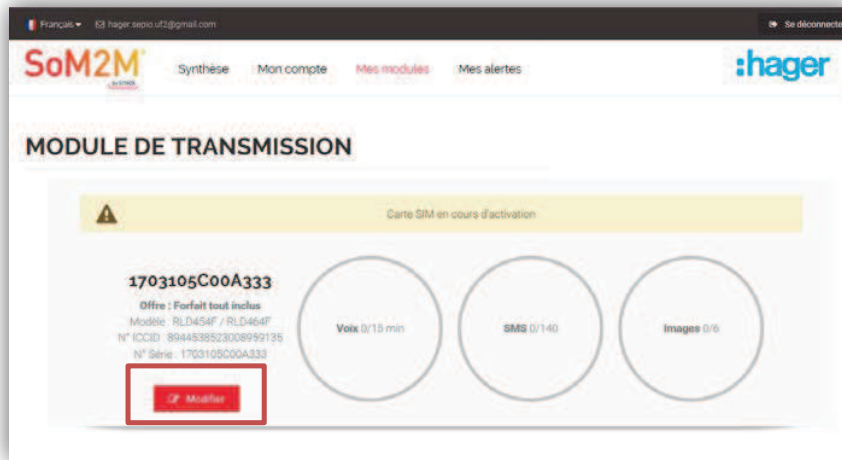 Français hager.sepio.uf2@gmail.com Se déconnecte
SoM2M Synthèse Mon compte Mes modules Mes alertes :hager
MODULE DE TRANSMISSION
Carte SIM en cours d'activation
1703105C00A333
Offre : Forfait tout inclus
Modèle : RLD454F / RLD464F
N° ICCID : 8944538523008959135
N° Série : 1703105C00A333
Voix 0/15 min
SMS 0/140
Images 0/6
Modifier